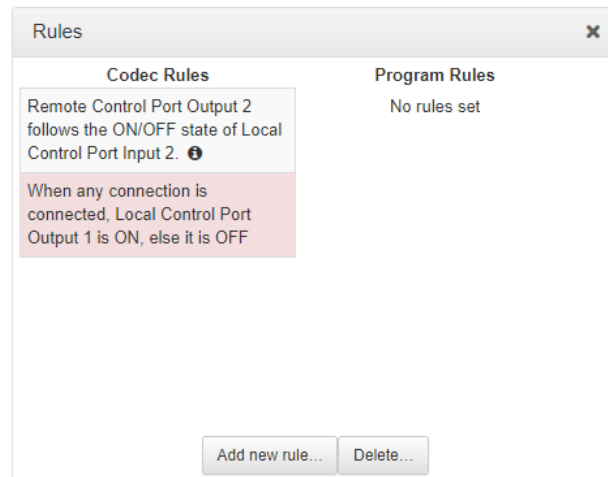 Rules
Codec Rules
Program Rules
Remote Control Port Output 2
follows the ON/OFF state of Local
Control Port Input 2.
No rules set
When any connection is
connected, Local Control Port
Output 1 is ON, else it is OFF
Add new rule...
Delete...